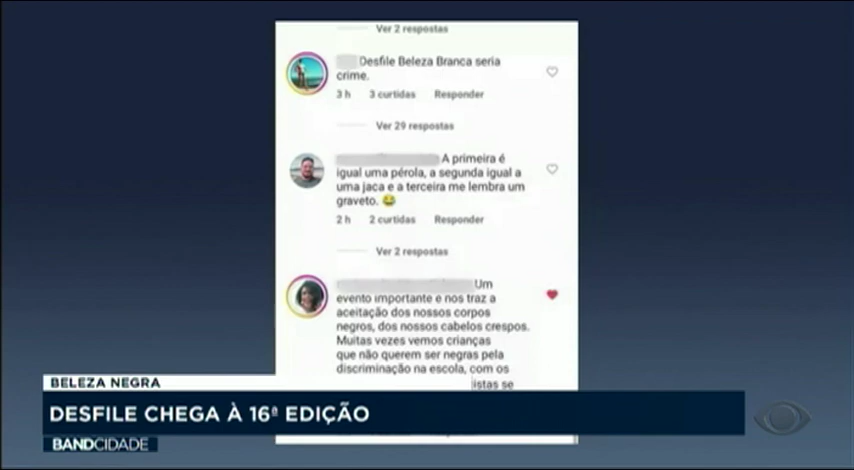 Ver 2 respostas
Desfile Beleza Branca seria
crime.
3 h 3 curtidas Responder
Ver 29 respostas
A primeira é
igual uma pérola, a segunda igual a
uma jaca e a terceira me lembra um
graveto. 😂
2 h 2 curtidas Responder
Ver 2 respostas
Um
evento importante e nos traz a
aceitação dos nossos corpos
negros, dos nossos cabelos crespos.
Muitas vezes vemos crianças
que não querem ser negras pela
discriminação na escola, com os
istas se
BELEZA NEGRA
DESFILE CHEGA À 16ª EDIÇÃO
BANDCIDADE